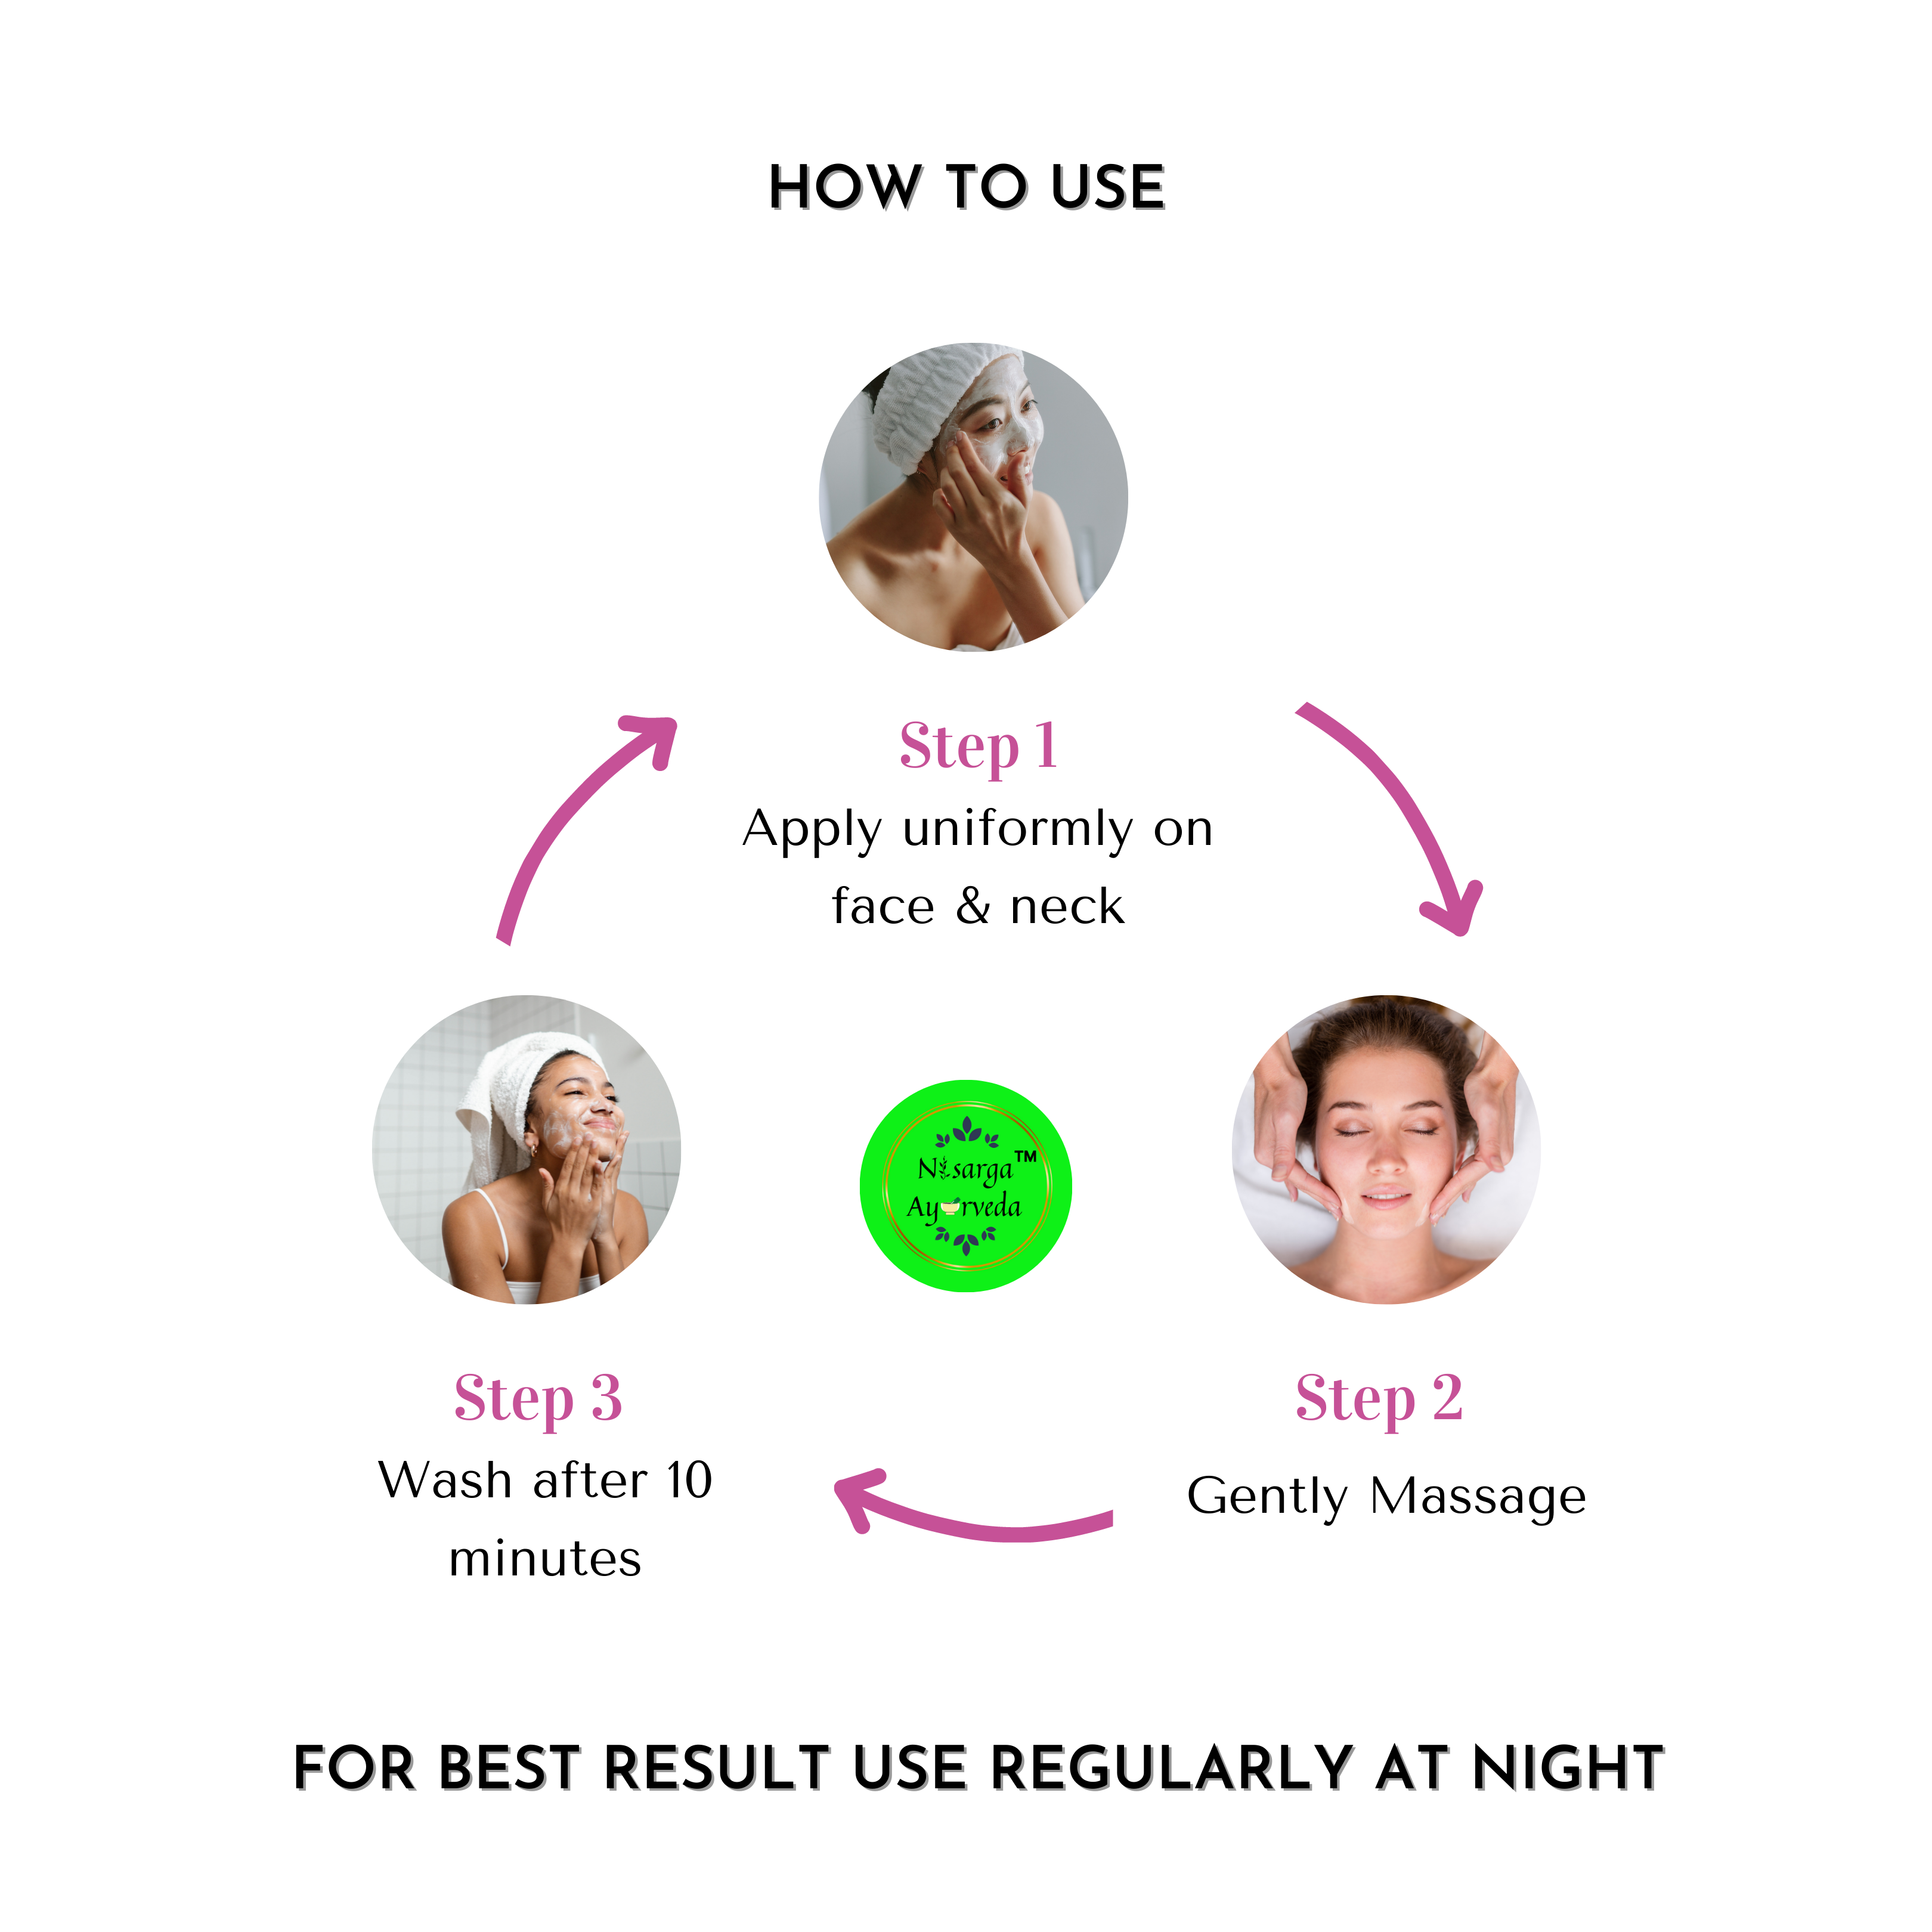 HOW TO USE
Step 1
Apply uniformly on
face & neck
Nisarga™
Ayurveda
Step 2
Gently Massage
Step 3
Wash after 10
minutes
FOR BEST RESULT USE REGULARLY AT NIGHT